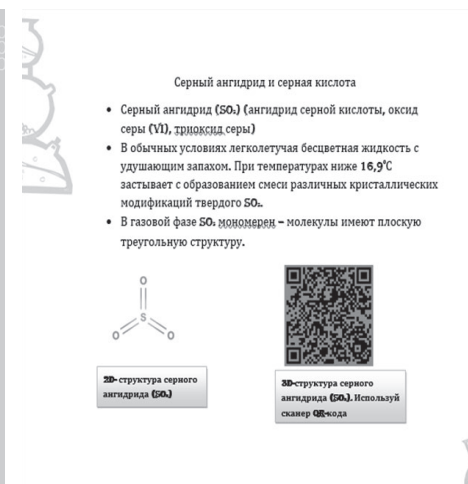 Серный ангидрид и серная кислота
• Серный ангидрид (SO₃) (ангидрид серной кислоты, оксид
серы (VI), триоксид серы)
• В обычных условиях легколетучая бесцветная жидкость с
удушающим запахом. При температурах ниже 16,9°C
застывает с образованием смеси различных кристаллических
модификаций твердого SO₃.
• В газовой фазе SO₃ мономерен – молекулы имеют плоскую
треугольную структуру.
O
S
O O
2D-структура серного
ангидрида (SO₃)
3D-структура серного
ангидрида (SO₃). Используй
сканер QR-кода